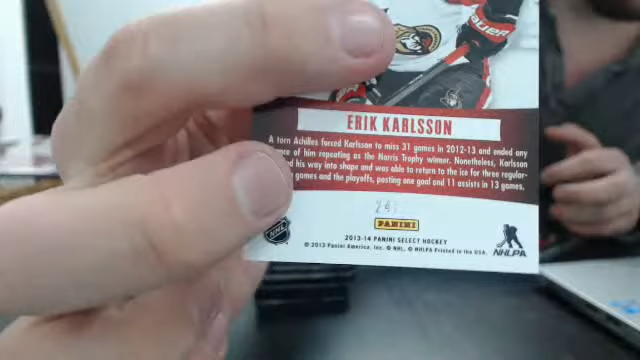 ERIK KARLSSON
A torn Achilles forced Karlsson to miss 31 games in 2012-13 and ended any
of him repeating as the Norris Trophy winner. Nonetheless, Karlsson
his way into shape and was able to return to the ice for three regular-
games and the playoffs, posting one goal and 11 assists in 13 games.
PANINI
2013-14 PANINI SELECT HOCKEY
© 2013 Panini America, Inc. © NHL. © NHLPA Printed in the USA.
NHL
NHLPA